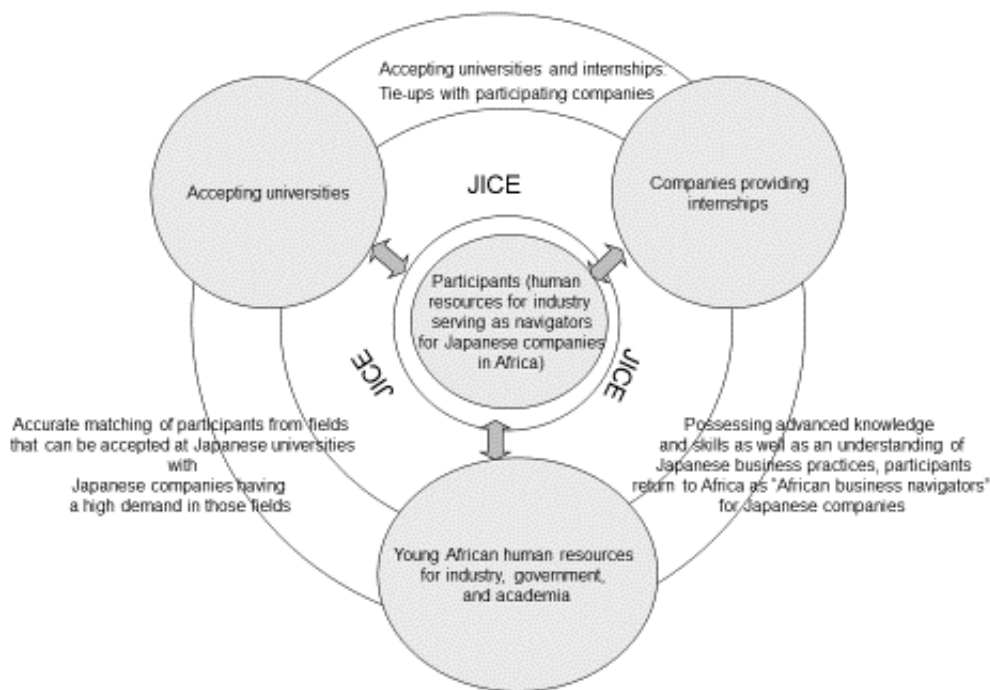 Accepting universities and internships:
Tie-ups with participating companies
Accepting universities
JICE
Companies providing
internships
Participants (human
resources for industry
serving as navigators
for Japanese companies
in Africa)
JICE
JICE
Accurate matching of participants from fields
that can be accepted at Japanese universities
with
Japanese companies having
a high demand in those fields
Possessing advanced knowledge
and skills as well as an understanding of
Japanese business practices, participants
return to Africa as "African business navigators"
for Japanese companies
Young African human resources
for industry, government,
and academia